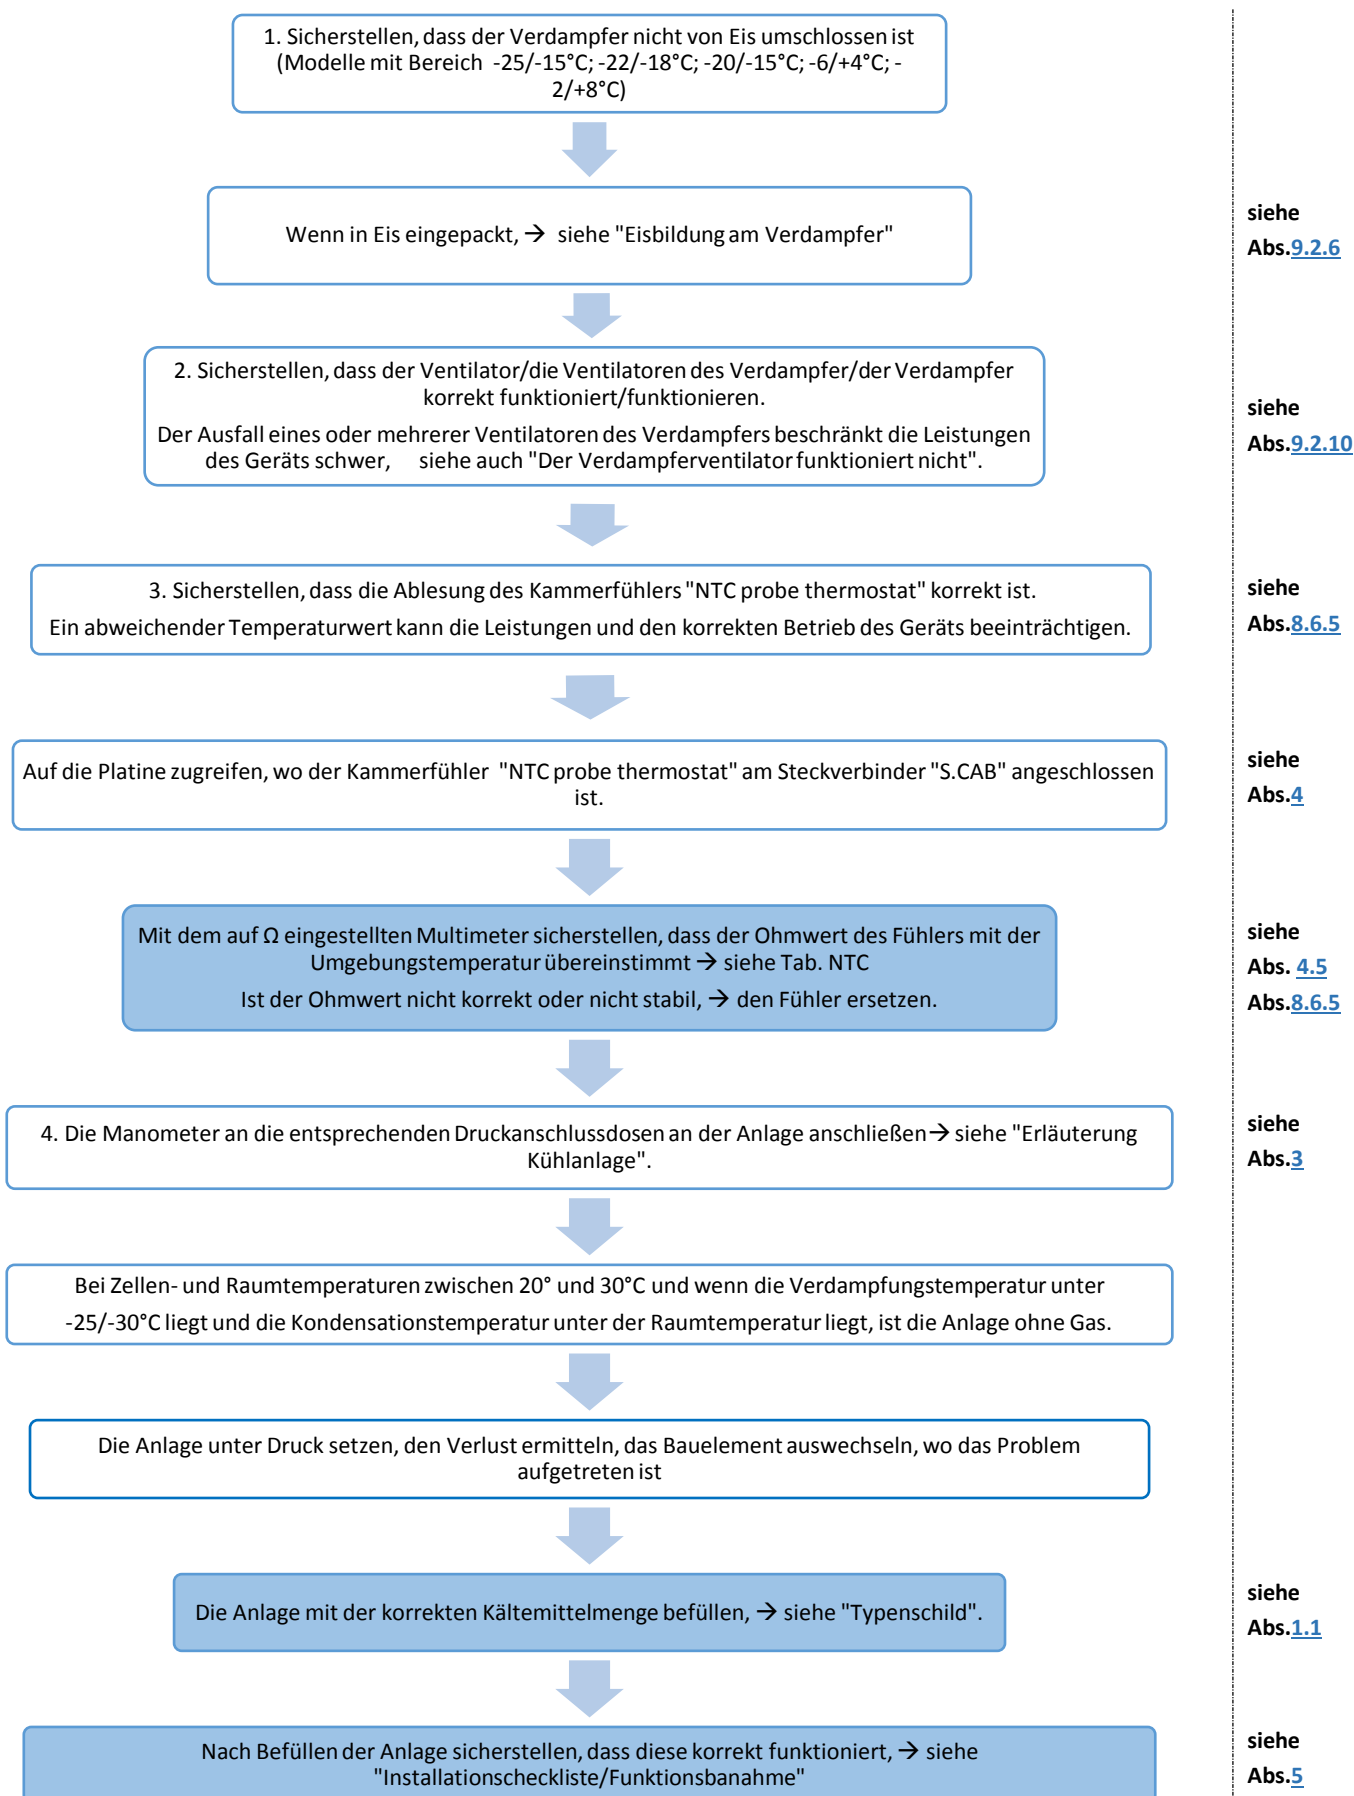 1. Sicherstellen, dass der Verdampfer nicht von Eis umschlossen ist
(Modelle mit Bereich -25/-15°C; -22/-18°C; -20/-15°C; -6/+4°C; -
2/+8°C)
Wenn in Eis eingepackt, → siehe "Eisbildung am Verdampfer"
siehe
Abs.9.2.6
2. Sicherstellen, dass der Ventilator/die Ventilatoren des Verdampfer/der Verdampfer
korrekt funktioniert/funktionieren.
Der Ausfall eines oder mehrerer Ventilatoren des Verdampfers beschränkt die Leistungen
des Geräts schwer, siehe auch "Der Verdampferventilator funktioniert nicht".
siehe
Abs.9.2.10
3. Sicherstellen, dass die Ablesung des Kammerfühlers "NTC probe thermostat" korrekt ist.
Ein abweichender Temperaturwert kann die Leistungen und den korrekten Betrieb des Geräts beeinträchtigen.
siehe
Abs.8.6.5
Auf die Platine zugreifen, wo der Kammerfühler "NTC probe thermostat" am Steckverbinder "S.CAB" angeschlossen
ist.
siehe
Abs.4
Mit dem auf Ω eingestellten Multimeter sicherstellen, dass der Ohmwert des Fühlers mit der
Umgebungstemperatur übereinstimmt → siehe Tab. NTC
Ist der Ohmwert nicht korrekt oder nicht stabil, → den Fühler ersetzen.
siehe
Abs. 4.5
Abs.8.6.5
4. Die Manometer an die entsprechenden Druckanschlussdosen an der Anlage anschließen→ siehe "Erläuterung
Kühlanlage".
siehe
Abs.3
Bei Zellen- und Raumtemperaturen zwischen 20° und 30°C und wenn die Verdampfungstemperatur unter
-25/-30°C liegt und die Kondensationstemperatur unter der Raumtemperatur liegt, ist die Anlage ohne Gas.
Die Anlage unter Druck setzen, den Verlust ermitteln, das Bauelement auswechseln, wo das Problem
aufgetreten ist
Die Anlage mit der korrekten Kältemittelmenge befüllen, → siehe "Typenschild".
siehe
Abs.1.1
Nach Befüllen der Anlage sicherstellen, dass diese korrekt funktioniert, → siehe
"Installationscheckliste/Funktionsbanahme"
siehe
Abs.5